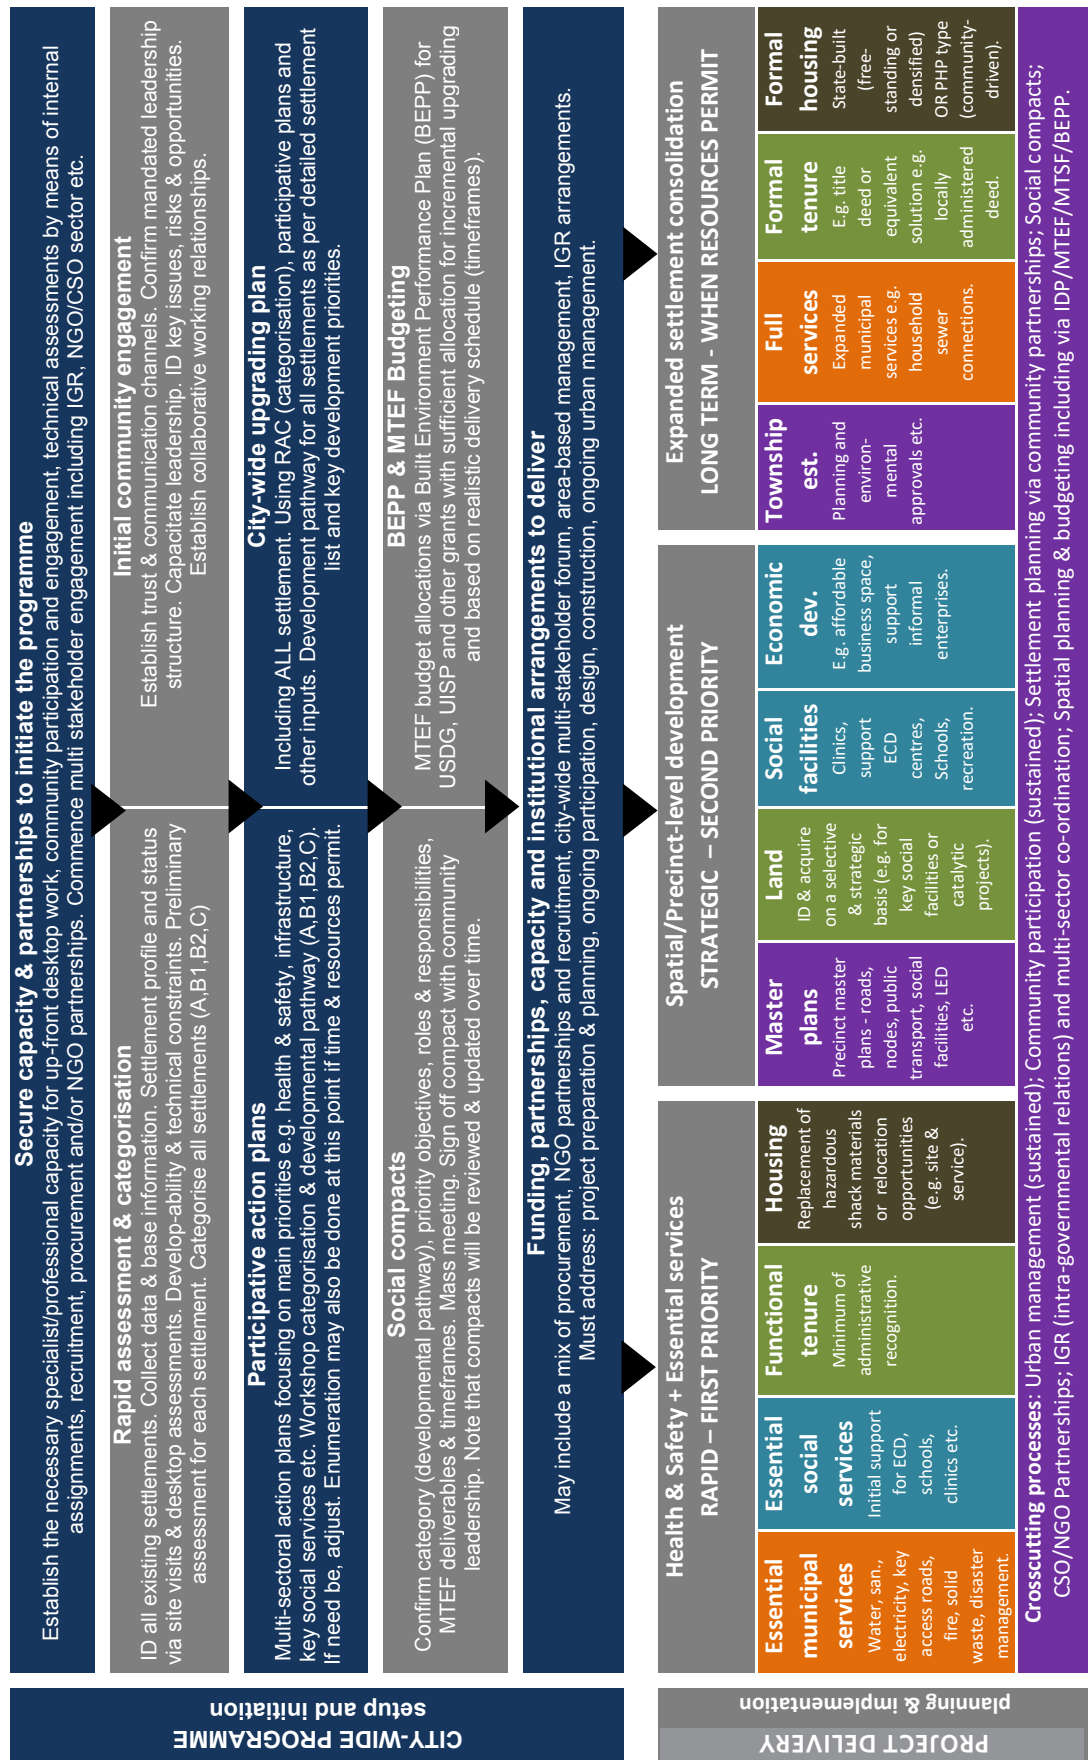 CITY-WIDE PROGRAMME
setup and initiation
Secure capacity & partnerships to initiate the programme
Establish the necessary specialist/professional capacity for up-front desktop work, community participation and engagement, technical assessments by means of internal
assignments, recruitment, procurement and/or NGO partnerships. Commence multi stakeholder engagement including IGR, NGO/CSO sector etc.
Rapid assessment & categorisation
ID all existing settlements. Collect data & base information. Settlement profile and status
via site visits & desktop assessments. Develop-ability & technical constraints. Preliminary
assessment for each settlement. Categorise all settlements (A,B1,B2,C)
Initial community engagement
Establish trust & communication channels. Confirm mandated leadership
structure. Capacitate leadership. ID key issues, risks & opportunities.
Establish collaborative working relationships.
Participative action plans
Multi-sectoral action plans focusing on main priorities e.g. health & safety, infrastructure,
key social services etc. Workshop categorisation & developmental pathway (A,B1,B2,C).
If need be, adjust. Enumeration may also be done at this point if time & resources permit.
City-wide upgrading plan
Including ALL settlement. Using RAC (categorisation), participative plans and
other inputs. Development pathway for all settlements as per detailed settlement
list and key development priorities.
Social compacts
Confirm category (developmental pathway), priority objectives, roles & responsibilities,
MTEF deliverables & timeframes. Mass meeting. Sign off compact with community
leadership. Note that compacts will be reviewed & updated over time.
BEPP & MTEF Budgeting
MTEF budget allocations via Built Environment Performance Plan (BEPP) for
USDG, UISP and other grants with sufficient allocation for incremental upgrading
and based on realistic delivery schedule (timeframes).
Funding, partnerships, capacity and institutional arrangements to deliver
May include a mix of procurement, NGO partnerships and recruitment, city-wide multi-stakeholder forum, area-based management, IGR arrangements.
Must address: project preparation & planning, ongoing participation, design, construction, ongoing urban management.
PROJECT DELIVERY
planning & implementation
Health & Safety + Essential services
RAPID – FIRST PRIORITY
Essential
municipal
services
Water, san.,
electricity, key
access roads,
fire, solid
waste, disaster
management.
Essential
social
services
Initial support
for ECD,
schools,
clinics etc.
Functional
tenure
Minimum of
administrative
recognition.
Housing
Replacement of
hazardous
shack materials
or relocation
opportunities
(e.g. site &
service).
Spatial/Precinct-level development
STRATEGIC – SECOND PRIORITY
Master
plans
Precinct master
plans - roads,
nodes, public
transport, social
facilities, LED
etc.
Land
ID & acquire
on a selective
& strategic
basis (e.g. for
key social
facilities or
catalytic
projects).
Social
facilities
Clinics,
support
ECD
centres,
Schools,
recreation.
Economic
dev.
E.g. affordable
business space,
support
informal
enterprises.
Expanded settlement consolidation
LONG TERM - WHEN RESOURCES PERMIT
Township
est.
Planning and
environ-
mental
approvals etc.
Full
services
Expanded
municipal
services e.g.
household
sewer
connections.
Formal
tenure
E.g. title
deed or
equivalent
solution e.g.
locally
administered
deed.
Formal
housing
State-built
(free-
standing or
densified)
OR PHP type
(community-
driven).
Crosscutting processes: Urban management (sustained); Community participation (sustained); Settlement planning via community partnerships; Social compacts;
CSO/NGO Partnerships; IGR (intra-governmental relations) and multi-sector co-ordination; Spatial planning & budgeting including via IDP/MTEF/MTSF/BEPP.